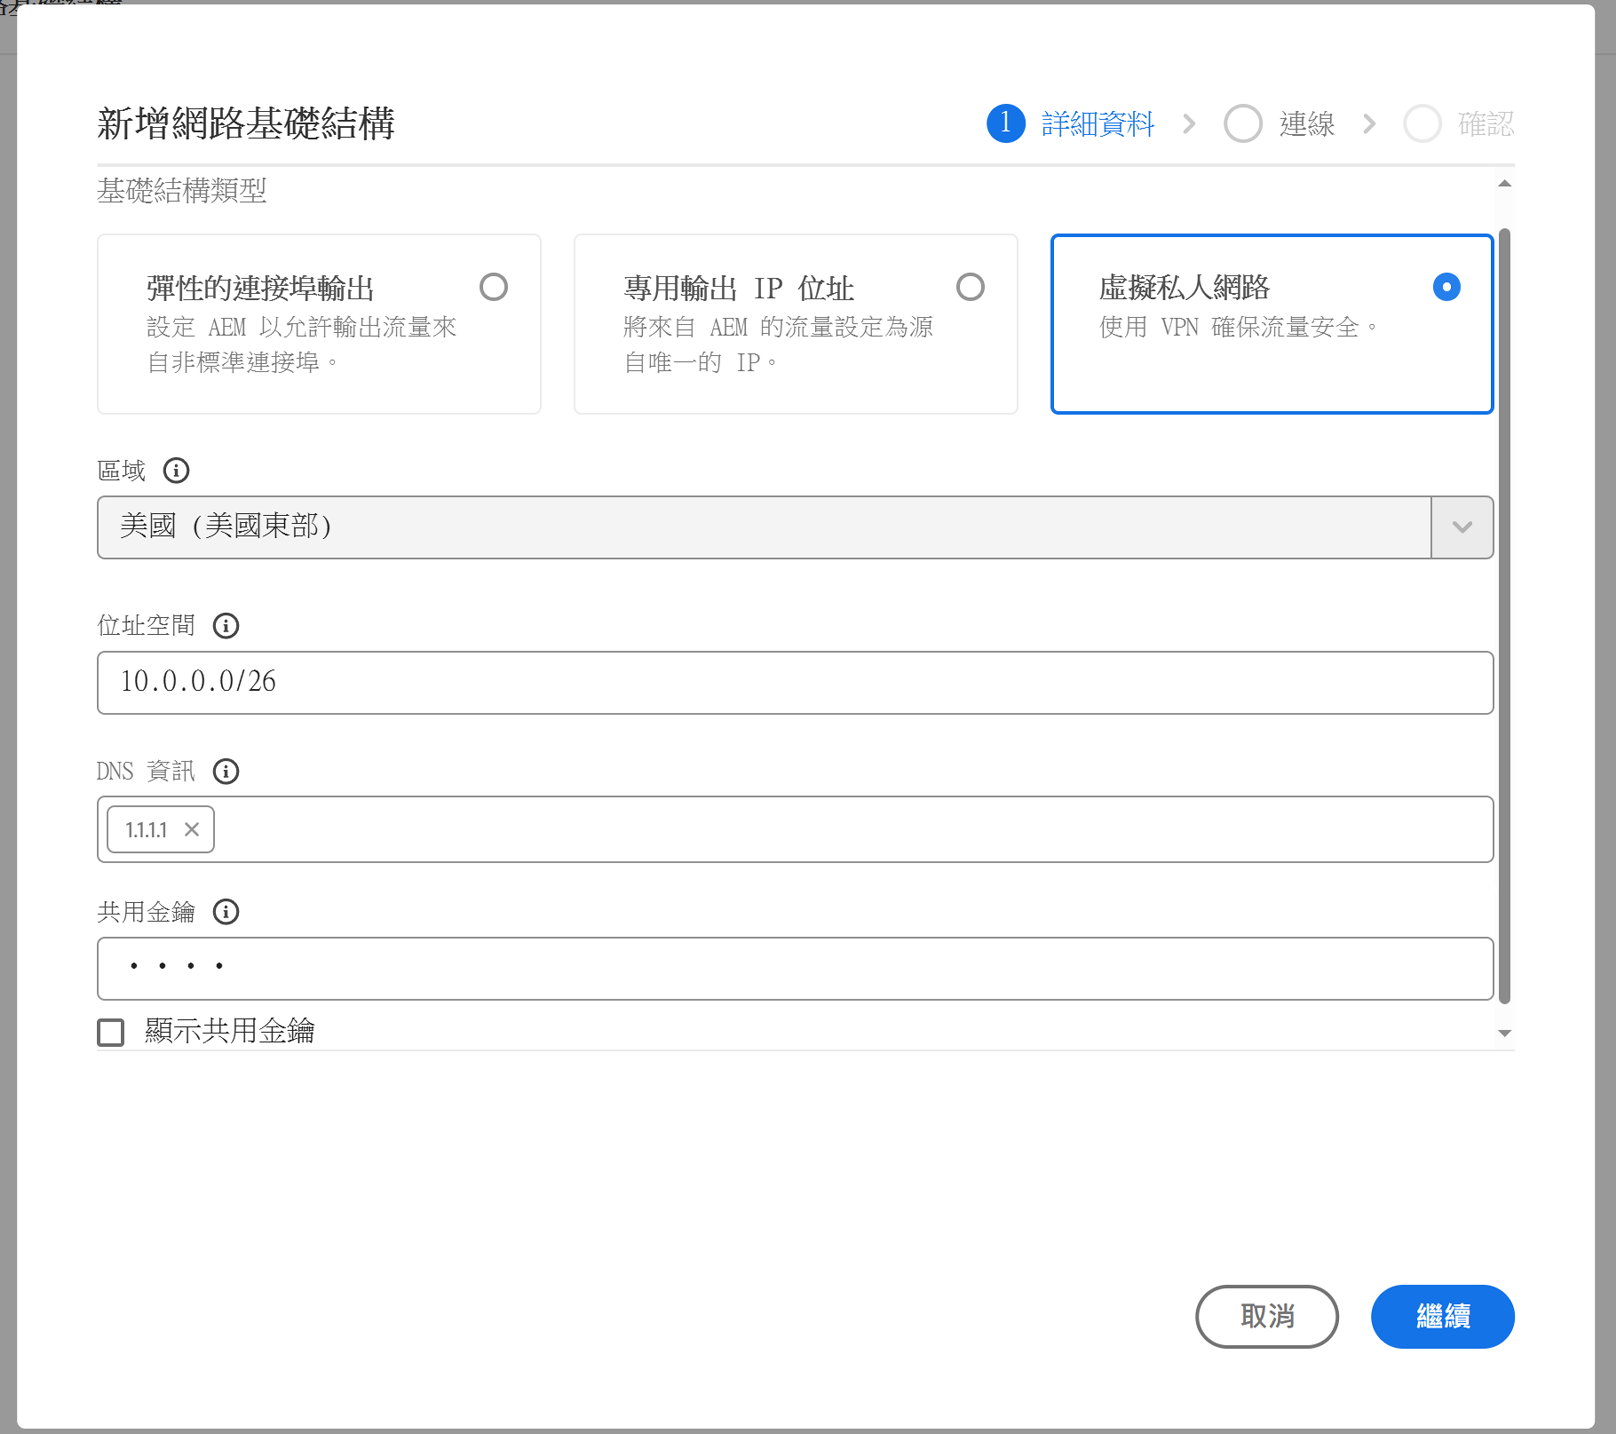 新增網路基礎結構
1 詳細資料 連線 確認
基礎結構類型
彈性的連接埠輸出
設定 AEM 以允許輸出流量來
自非標準連接埠。
專用輸出 IP 位址
將來自 AEM 的流量設定為源
自唯一的 IP。
虛擬私人網路
使用 VPN 確保流量安全。
區域
美國 (美國東部)
位址空間
10.0.0.0/26
DNS 資訊
1.1.1.1
共用金鑰
• • • •
顯示共用金鑰
取消
繼續